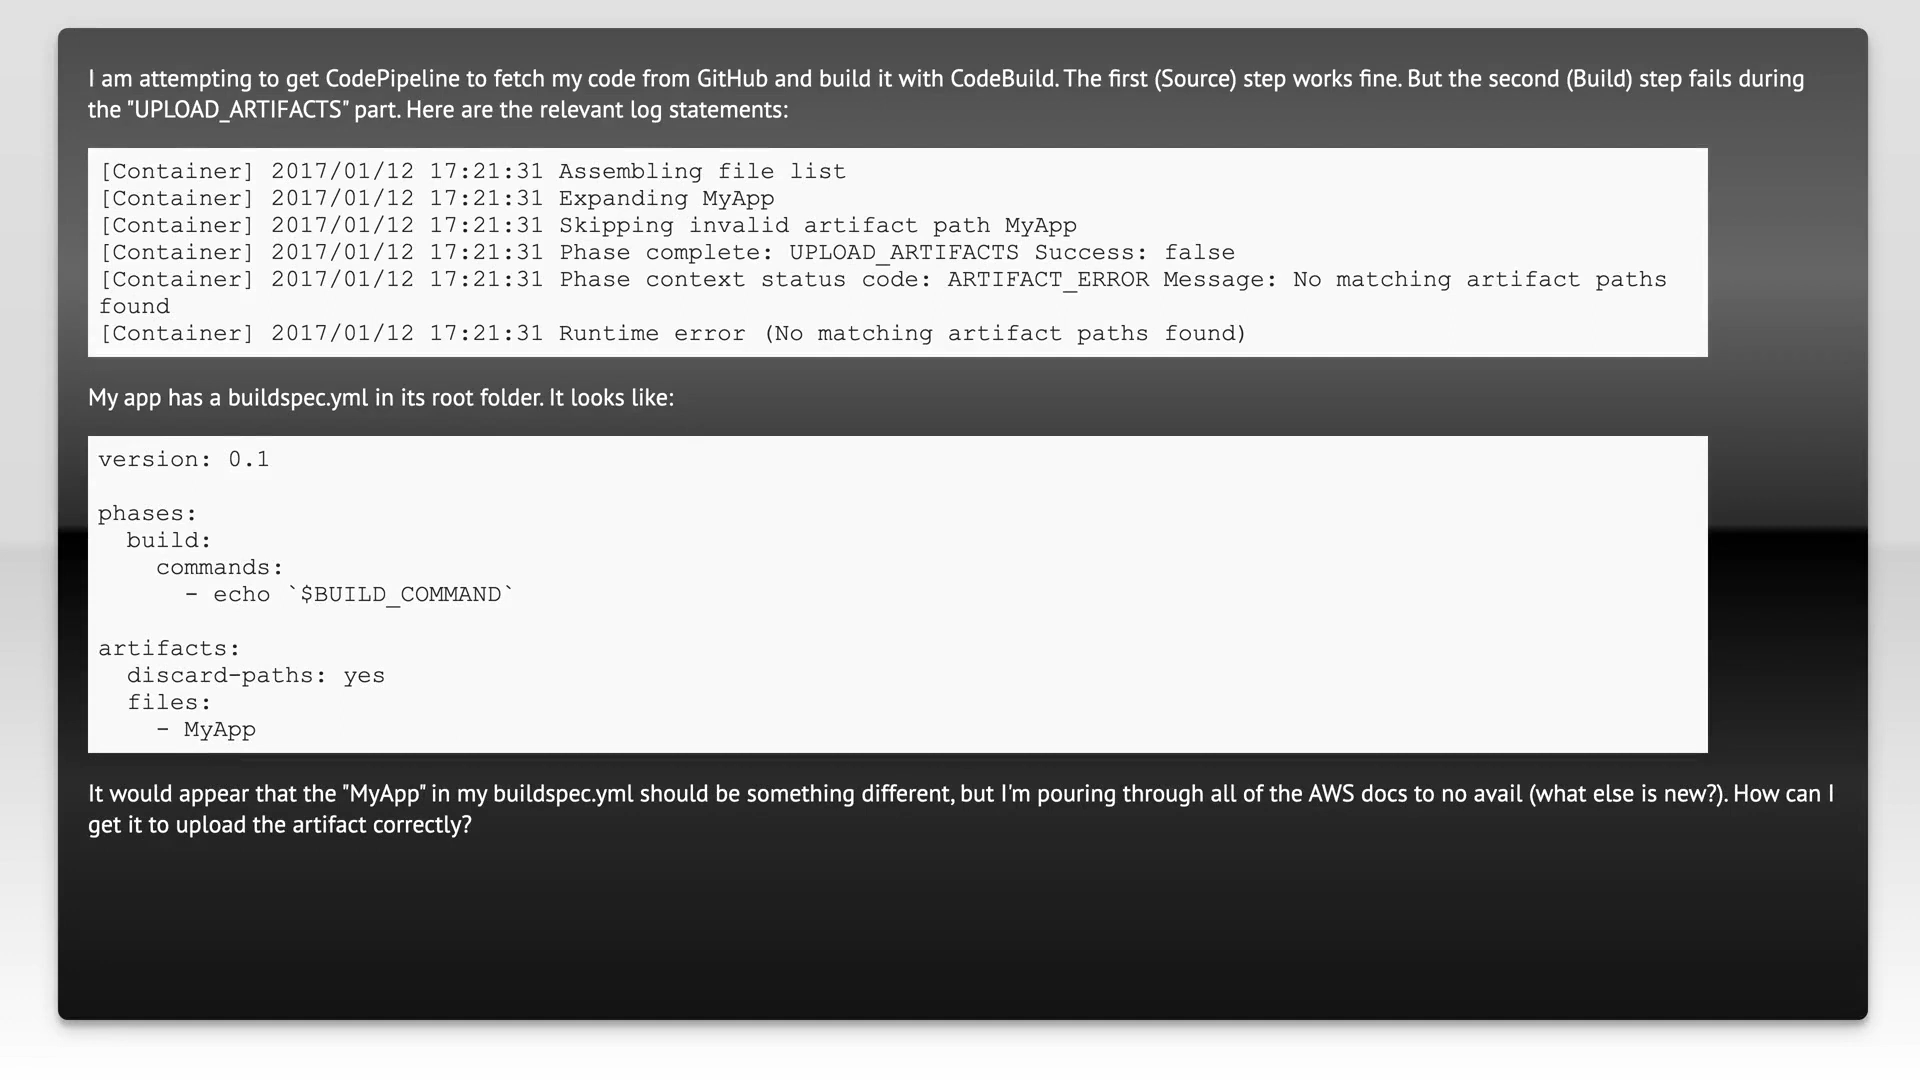 I am attempting to get CodePipeline to fetch my code from GitHub and build it with CodeBuild. The first (Source) step works fine. But the second (Build) step fails during
the "UPLOAD_ARTIFACTS" part. Here are the relevant log statements:
[Container] 2017/01/12 17:21:31 Assembling file list
[Container] 2017/01/12 17:21:31 Expanding MyApp
[Container] 2017/01/12 17:21:31 Skipping invalid artifact path MyApp
[Container] 2017/01/12 17:21:31 Phase complete: UPLOAD_ARTIFACTS Success: false
[Container] 2017/01/12 17:21:31 Phase context status code: ARTIFACT_ERROR Message: No matching artifact paths
found
[Container] 2017/01/12 17:21:31 Runtime error (No matching artifact paths found)
My app has a buildspec.yml in its root folder. It looks like:
version: 0.1
phases:
  build:
    commands:
      - echo `$BUILD_COMMAND`
artifacts:
  discard-paths: yes
  files:
    - MyApp
It would appear that the "MyApp" in my buildspec.yml should be something different, but I'm pouring through all of the AWS docs to no avail (what else is new?). How can I
get it to upload the artifact correctly?